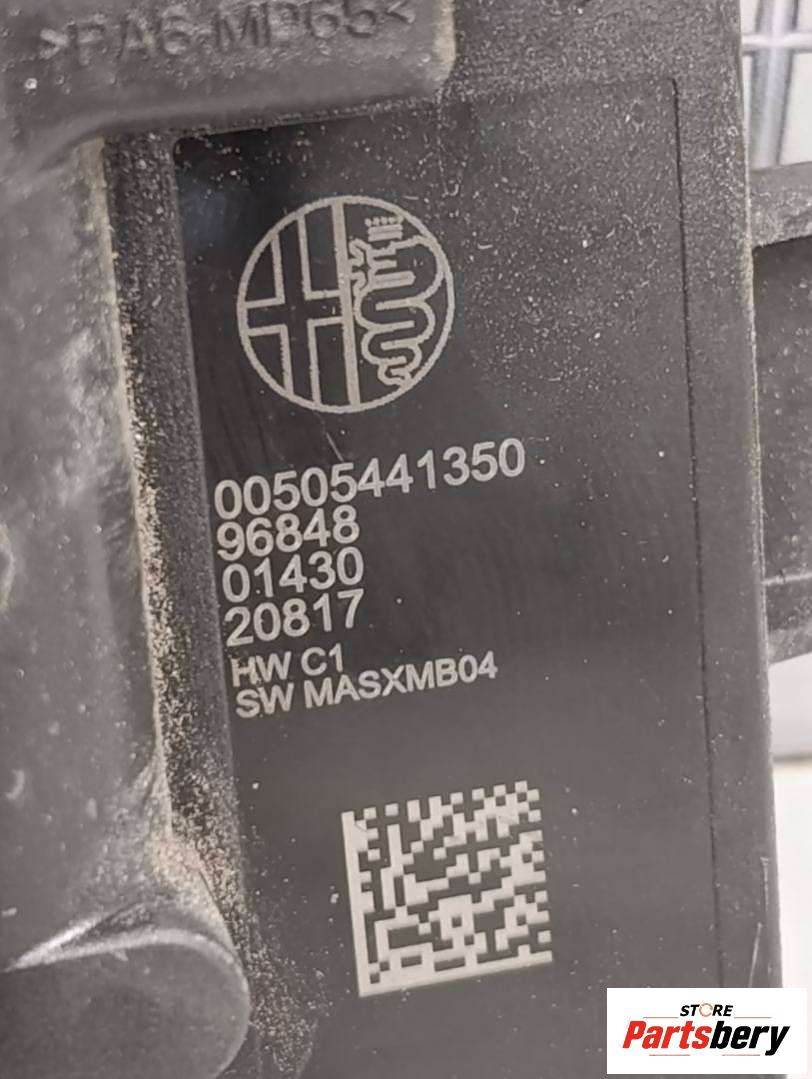 >PA6-MD65<
00505441350
96848
01430
20817
HW C1
SW MASXMB04
STORE
Partsbery